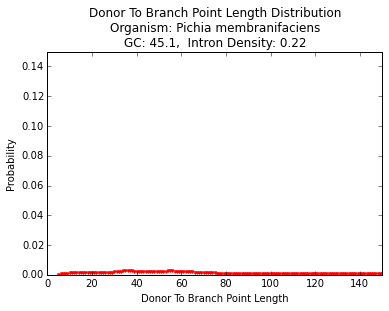 Donor To Branch Point Length Distribution
Organism: Pichia membranifaciens
GC: 45.1,  Intron Density: 0.22
0.14
0.12
0.10
0.08
0.06
0.04
0.02
0.00
Probability
0 20 40 60 80 100 120 140
Donor To Branch Point Length